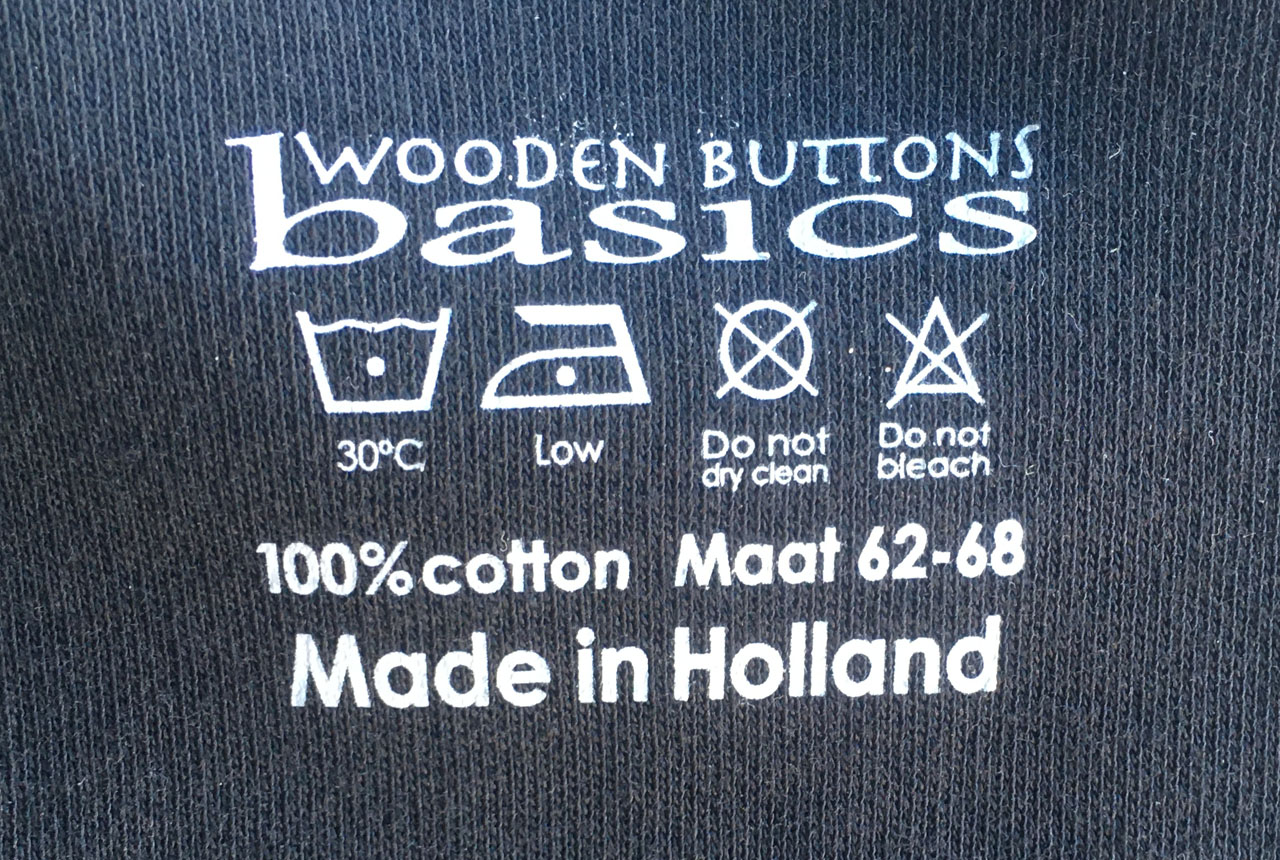 WOODEN BUTTONS
basics
30°C Low Do not dry clean Do not bleach
100% cotton Maat 62-68
Made in Holland